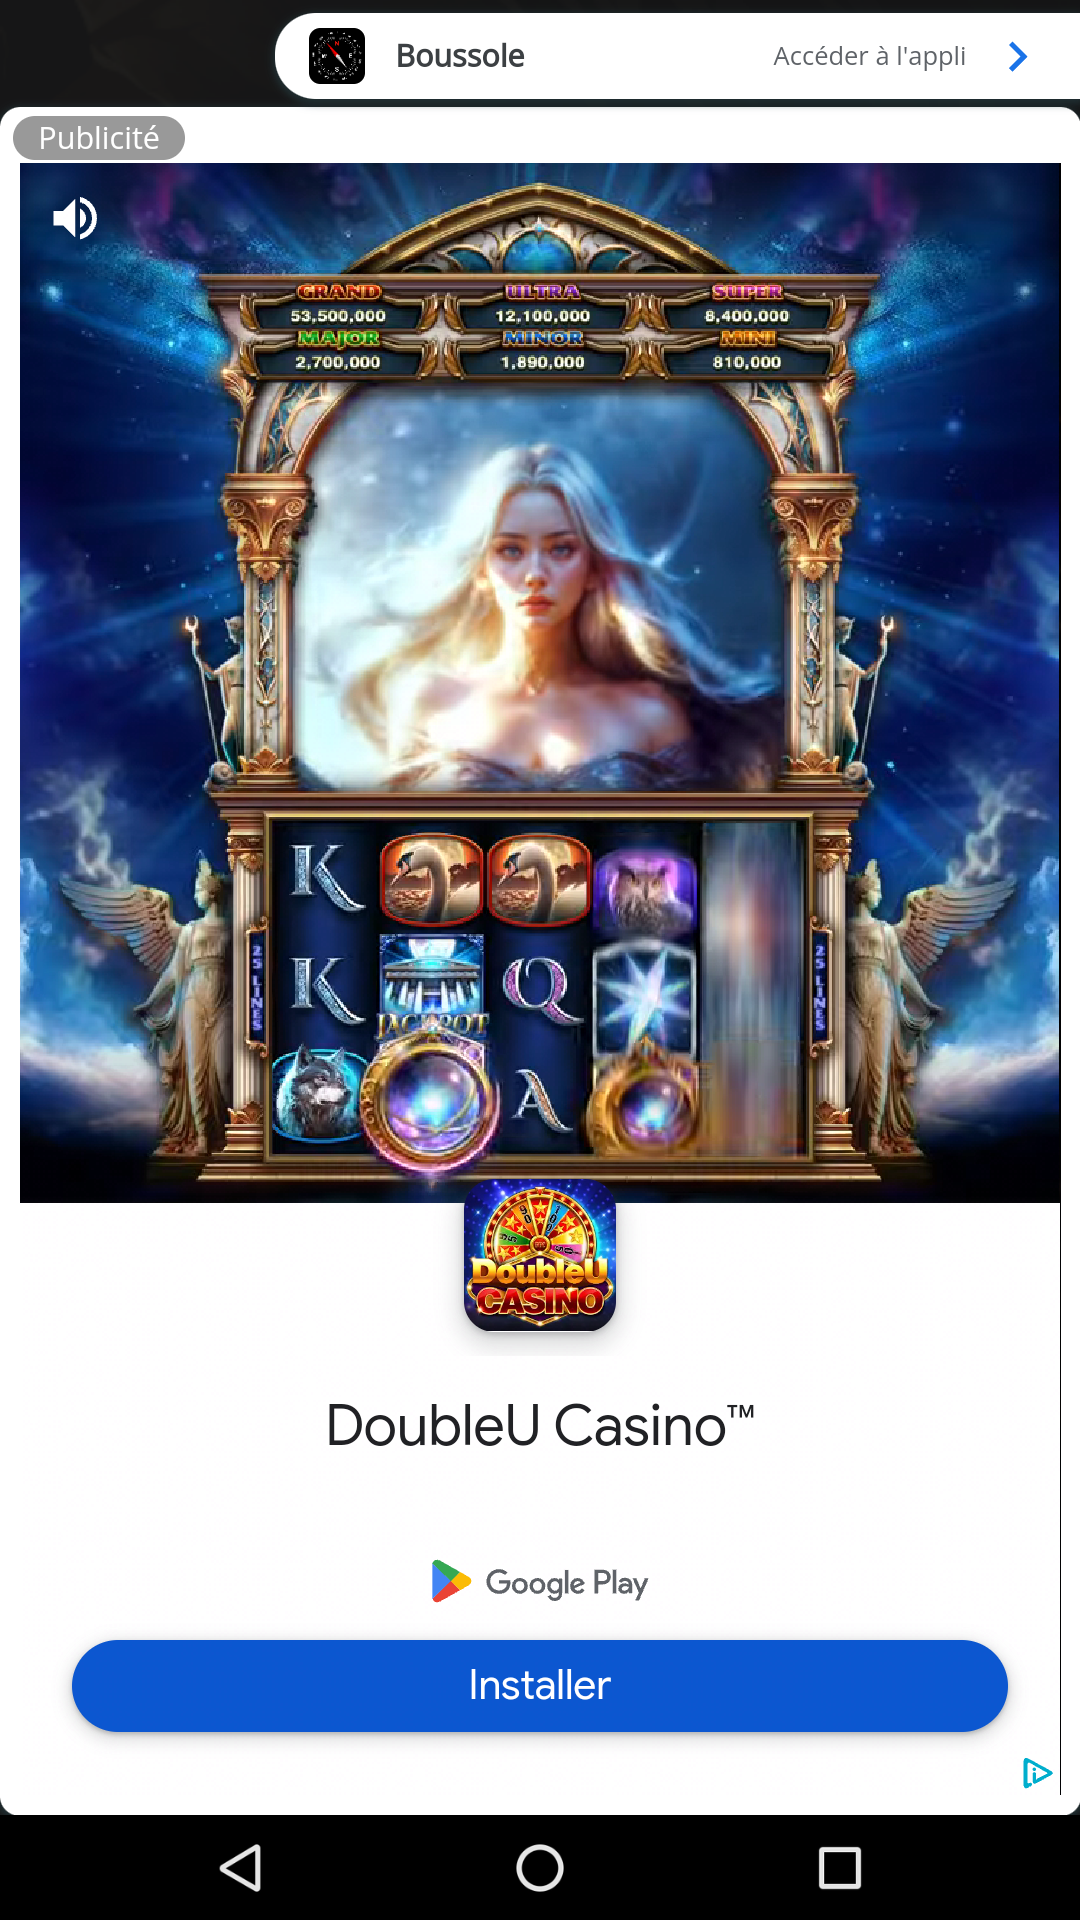 Boussole
Accéder à l'appli
Publicité
GRAND
ULTRA
SUPER
53,500,000
12,100,000
8,400,000
MAJOR
MINOR
MINI
2,700,000
1,890,000
810,000
K
K
JACKPOT
Q
A
25 LINES
25 LINES
DoubleU
CASINO
DoubleU Casino™
Google Play
Installer